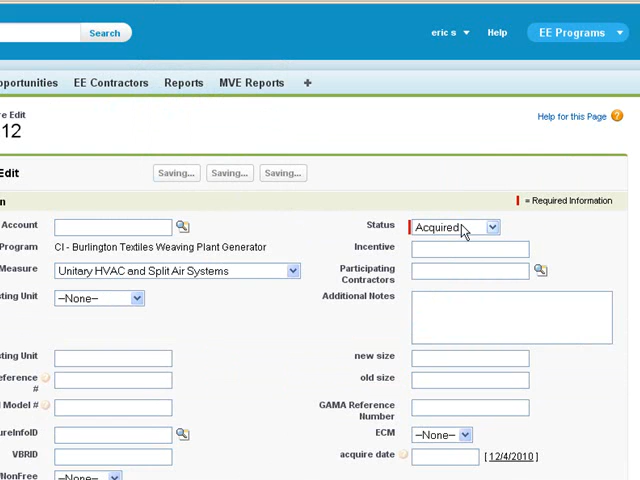 Search
eric s
Help
EE Programs
pportunities
EE Contractors
Reports
MVE Reports
+
re Edit
12
Help for this Page ?
Edit
Saving...
Saving...
Saving...
n
= Required Information
Account
Status
Acquired
Program
CI - Burlington Textiles Weaving Plant Generator
Incentive
Measure
Unitary HVAC and Split Air Systems
Participating
Contractors
sting Unit
--None--
Additional Notes
sting Unit
new size
eference
#
old size
l Model #
GAMA Reference
Number
ureInfoID
ECM
--None--
VBRID
acquire date
[ 12/4/2010 ]
/NonFree
--None--